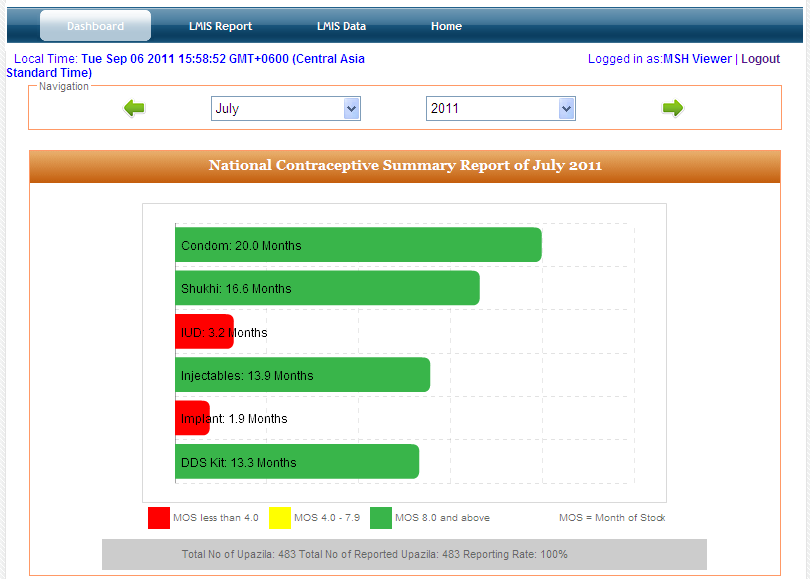 Dashboard LMIS Report LMIS Data Home
Local Time: Tue Sep 06 2011 15:58:52 GMT+0600 (Central Asia
Standard Time)
Logged in as:MSH Viewer | Logout
Navigation
July 2011
National Contraceptive Summary Report of July 2011
Condom: 20.0 Months
Shukhi: 16.6 Months
IUD: 3.2 Months
Injectables: 13.9 Months
Implant: 1.9 Months
DDS Kit: 13.3 Months
MOS less than 4.0 MOS 4.0 - 7.9 MOS 8.0 and above MOS = Month of Stock
Total No of Upazila: 483 Total No of Reported Upazila: 483 Reporting Rate: 100%